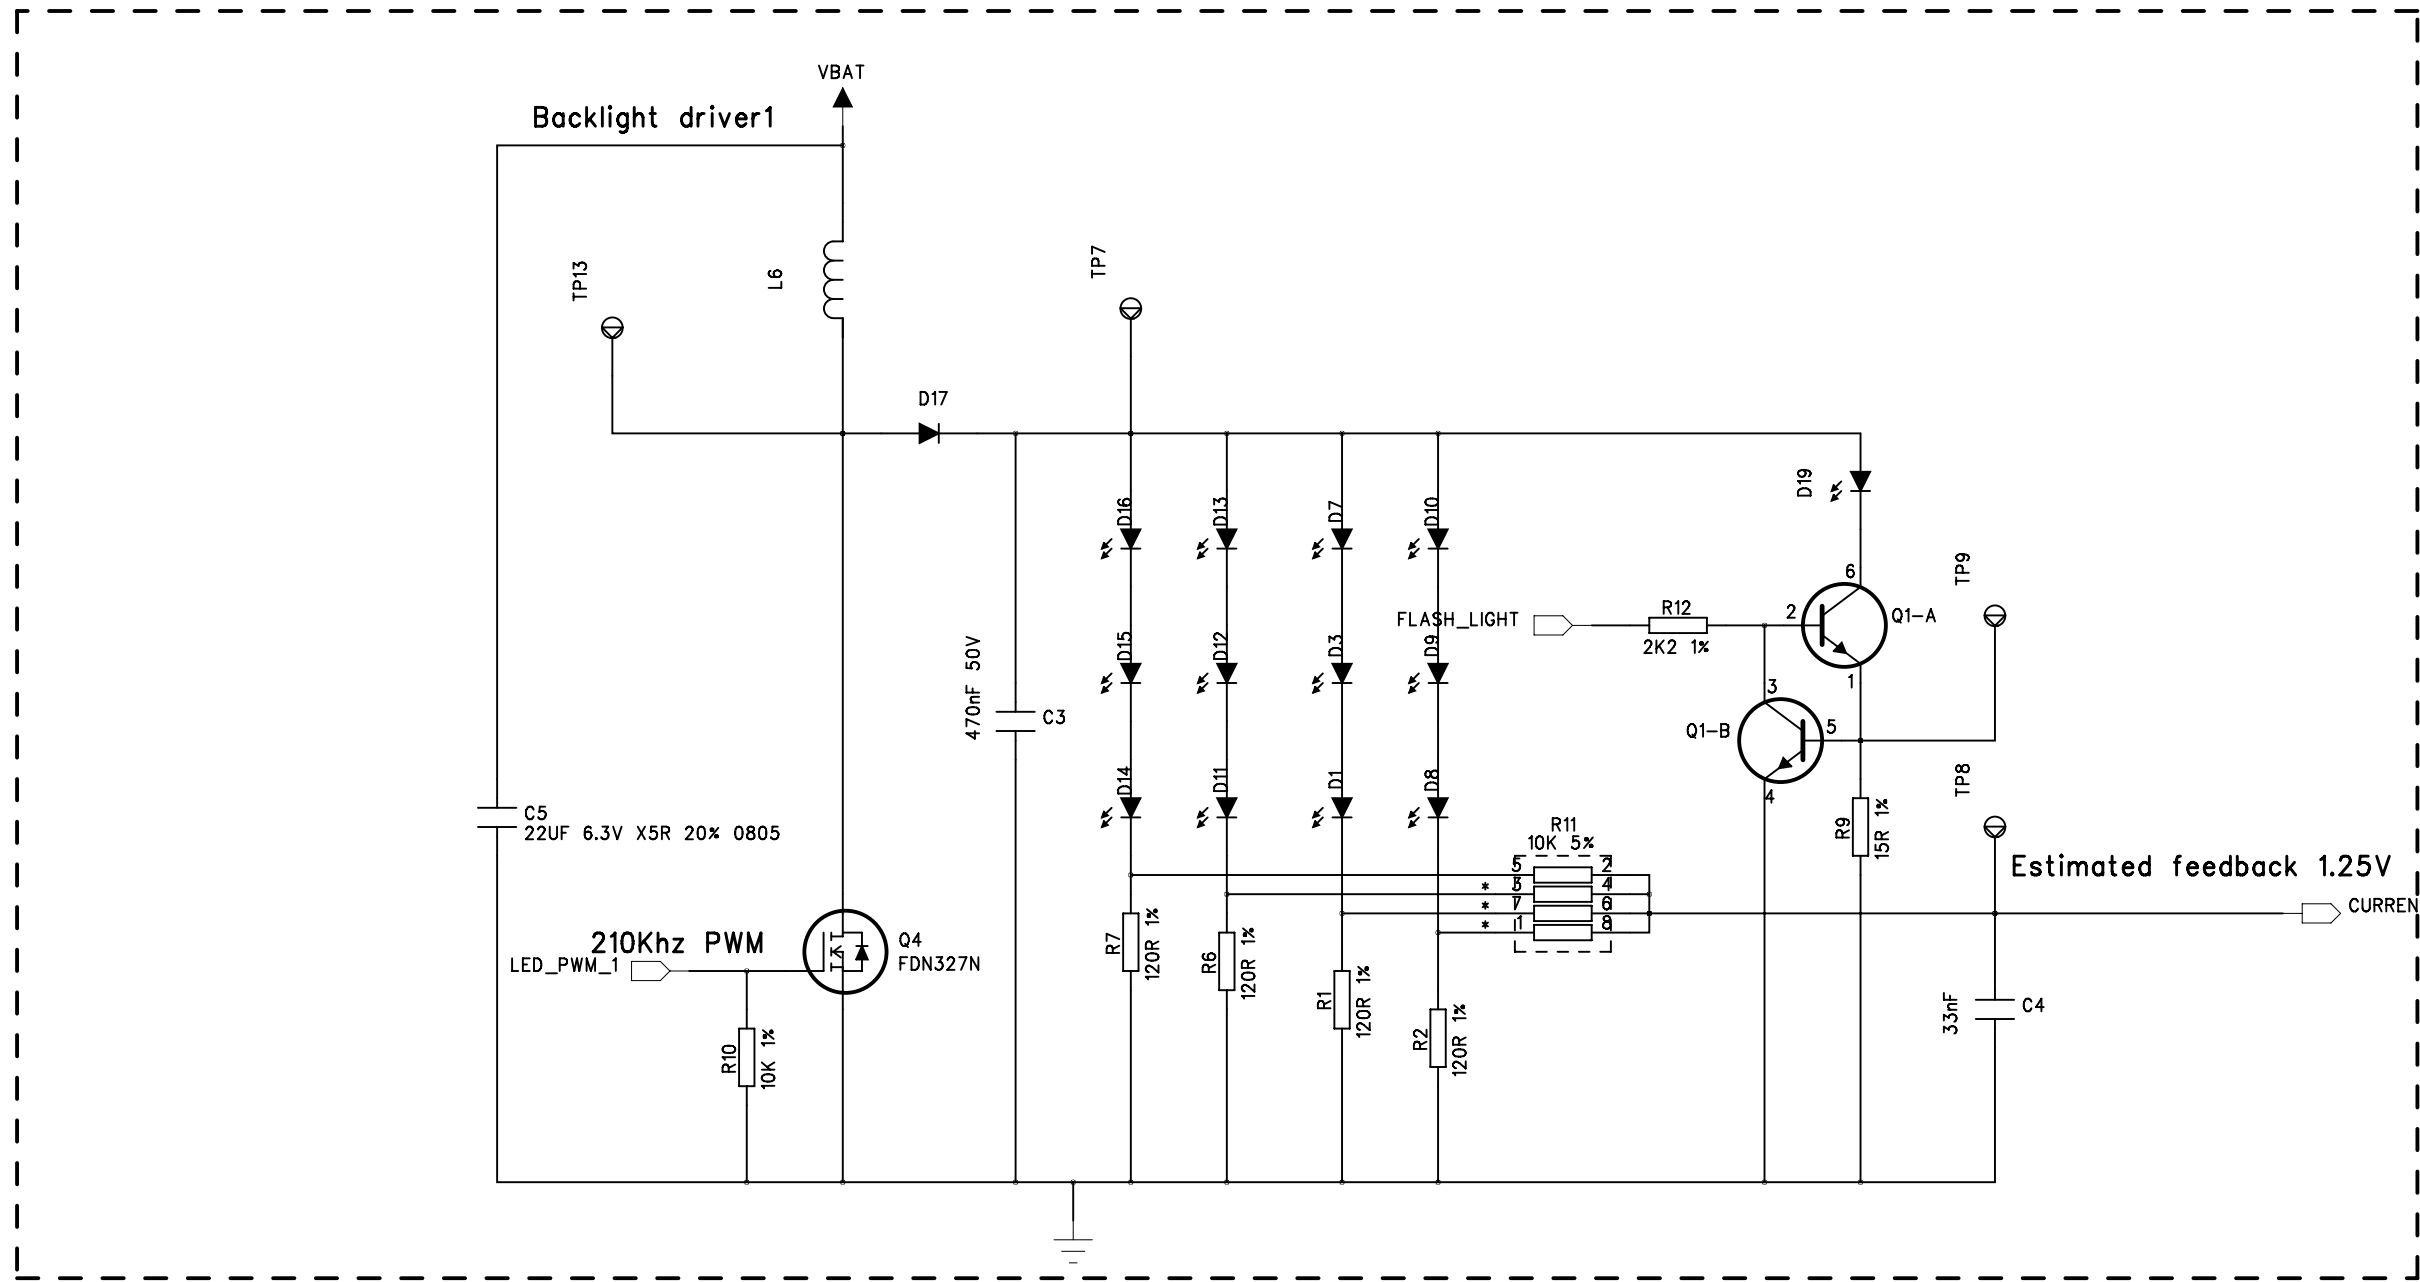 VBAT
Backlight driver1
TP13
L6
TP7
D17
D16
D13
D7
D10
D19
TP9
6
FLASH_LIGHT
R12
2
Q1-A
2K2 1%
D15
D12
D3
D9
1
3
470nF 50V
C3
Q1-B
5
4
TP8
D14
D11
D1
D8
C5
22UF 6.3V X5R 20% 0805
R11
10K 5%
R9
15R 1%
Estimated feedback 1.25V
5 2
* 3 4
* 7 6
* 1 8
CURREN
210Khz PWM
LED_PWM_1
Q4
FDN327N
R7
120R 1%
R6
120R 1%
R1
120R 1%
R2
120R 1%
33nF
C4
R10
10K 1%